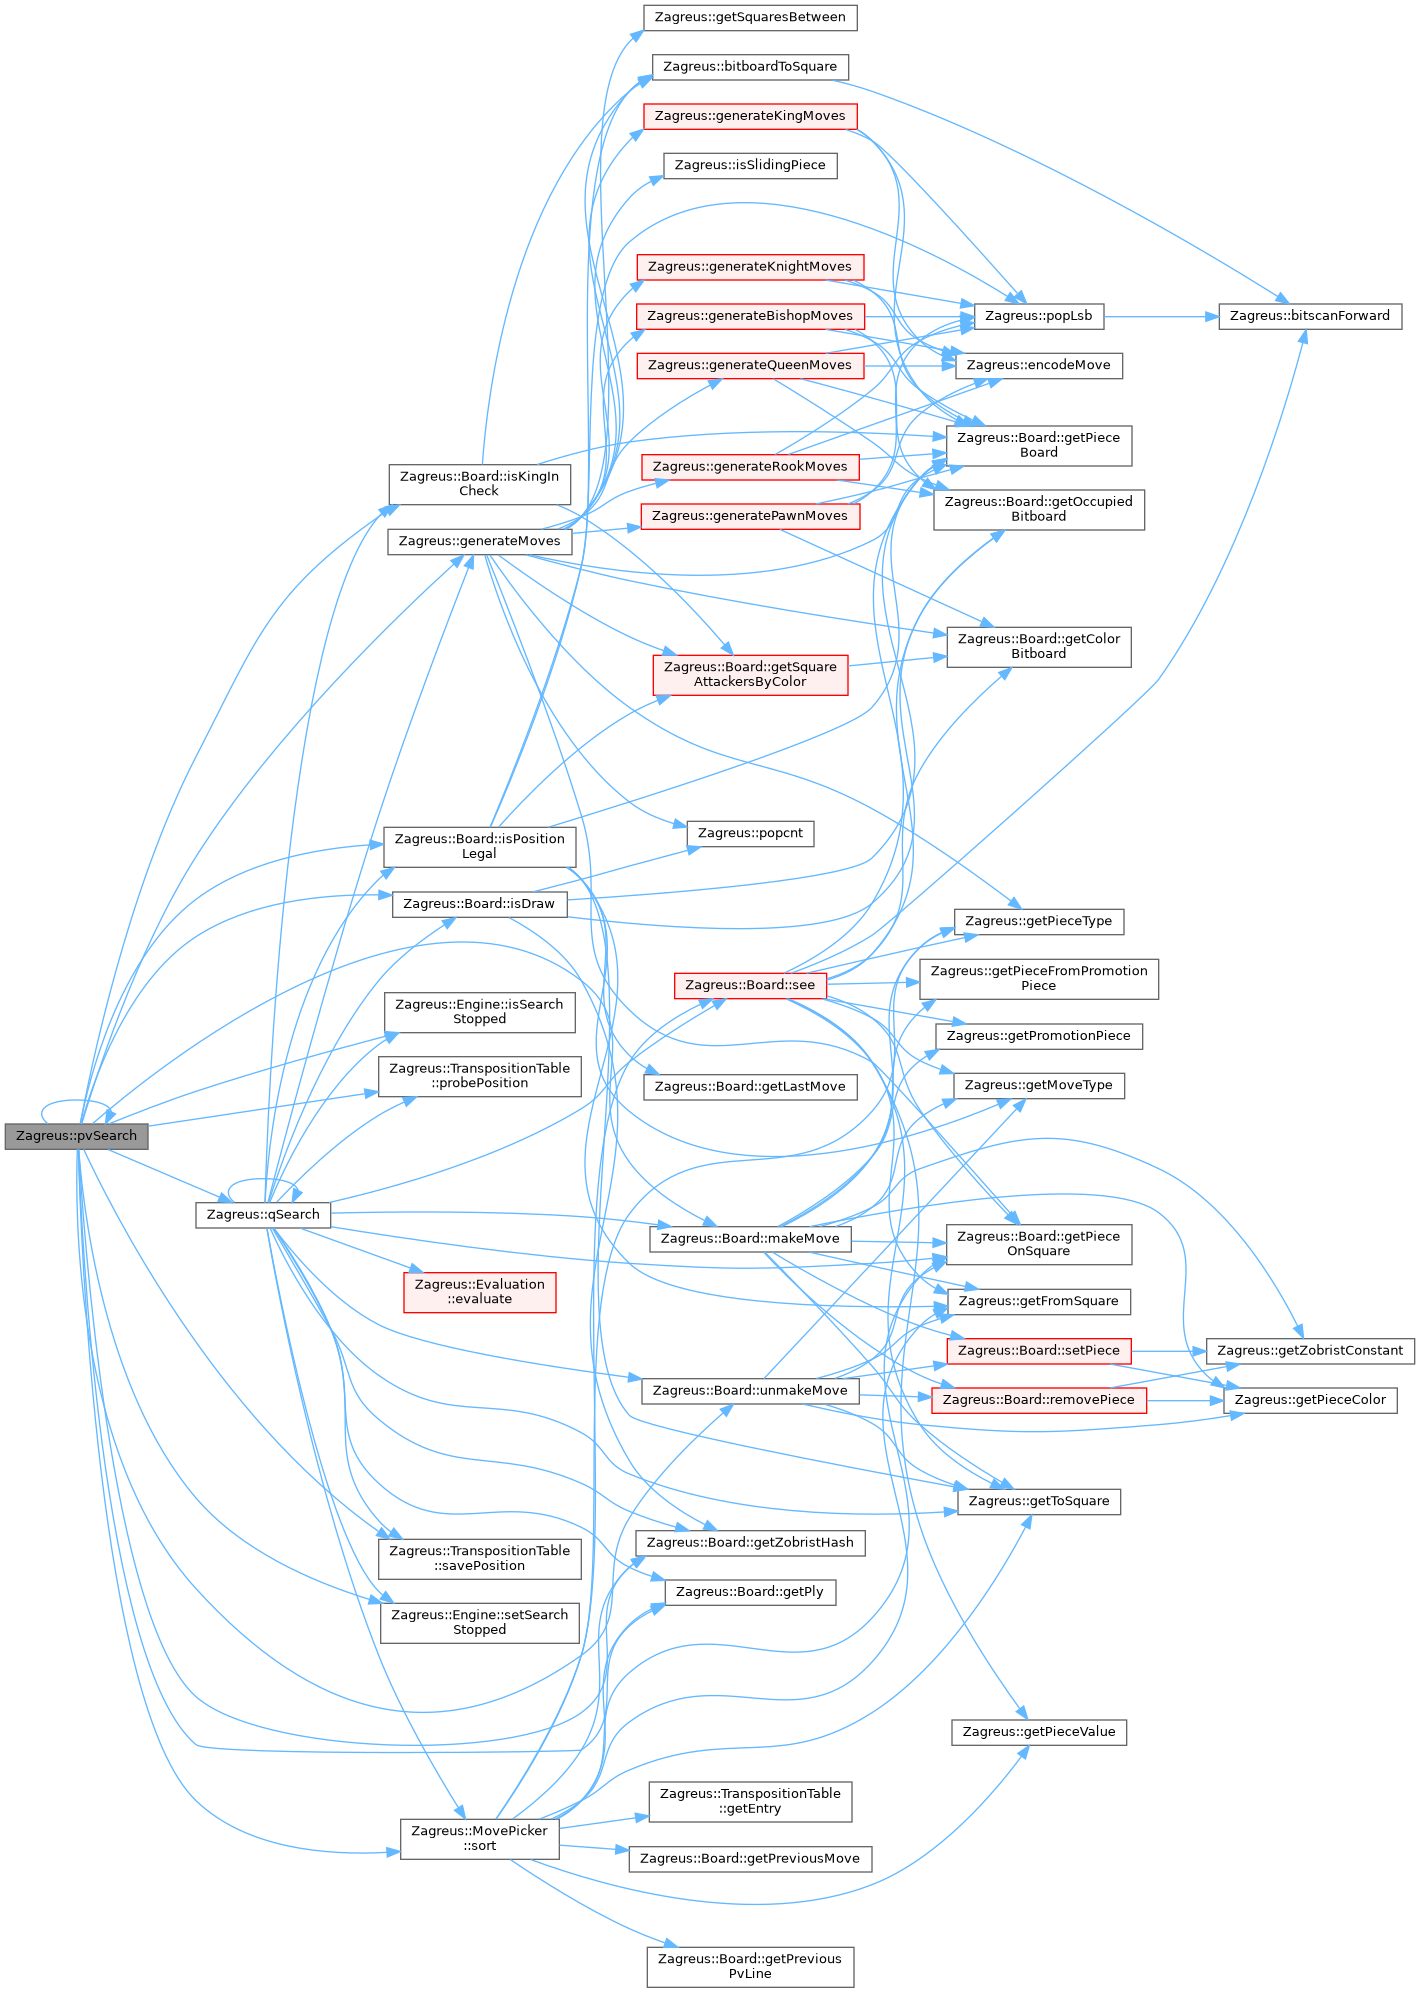 Zagreus::pvSearch
Zagreus::qSearch
Zagreus::Board::isKingIn
Check
Zagreus::generateMoves
Zagreus::Board::isPosition
Legal
Zagreus::Board::isDraw
Zagreus::Engine::isSearch
Stopped
Zagreus::TranspositionTable
::probePosition
Zagreus::Evaluation
::evaluate
Zagreus::TranspositionTable
::savePosition
Zagreus::Engine::setSearch
Stopped
Zagreus::MovePicker
::sort
Zagreus::getSquaresBetween
Zagreus::bitboardToSquare
Zagreus::generateKingMoves
Zagreus::isSlidingPiece
Zagreus::generateKnightMoves
Zagreus::generateBishopMoves
Zagreus::generateQueenMoves
Zagreus::generateRookMoves
Zagreus::generatePawnMoves
Zagreus::Board::getSquare
AttackersByColor
Zagreus::popcnt
Zagreus::Board::see
Zagreus::Board::getLastMove
Zagreus::Board::makeMove
Zagreus::Board::unmakeMove
Zagreus::Board::getZobristHash
Zagreus::Board::getPly
Zagreus::TranspositionTable
::getEntry
Zagreus::Board::getPreviousMove
Zagreus::Board::getPrevious
PvLine
Zagreus::popLsb
Zagreus::encodeMove
Zagreus::Board::getPiece
Board
Zagreus::Board::getOccupied
Bitboard
Zagreus::Board::getColor
Bitboard
Zagreus::getPieceType
Zagreus::getPieceFromPromotion
Piece
Zagreus::getPromotionPiece
Zagreus::getMoveType
Zagreus::Board::getPiece
OnSquare
Zagreus::getFromSquare
Zagreus::Board::setPiece
Zagreus::Board::removePiece
Zagreus::getToSquare
Zagreus::getPieceValue
Zagreus::bitscanForward
Zagreus::getZobristConstant
Zagreus::getPieceColor